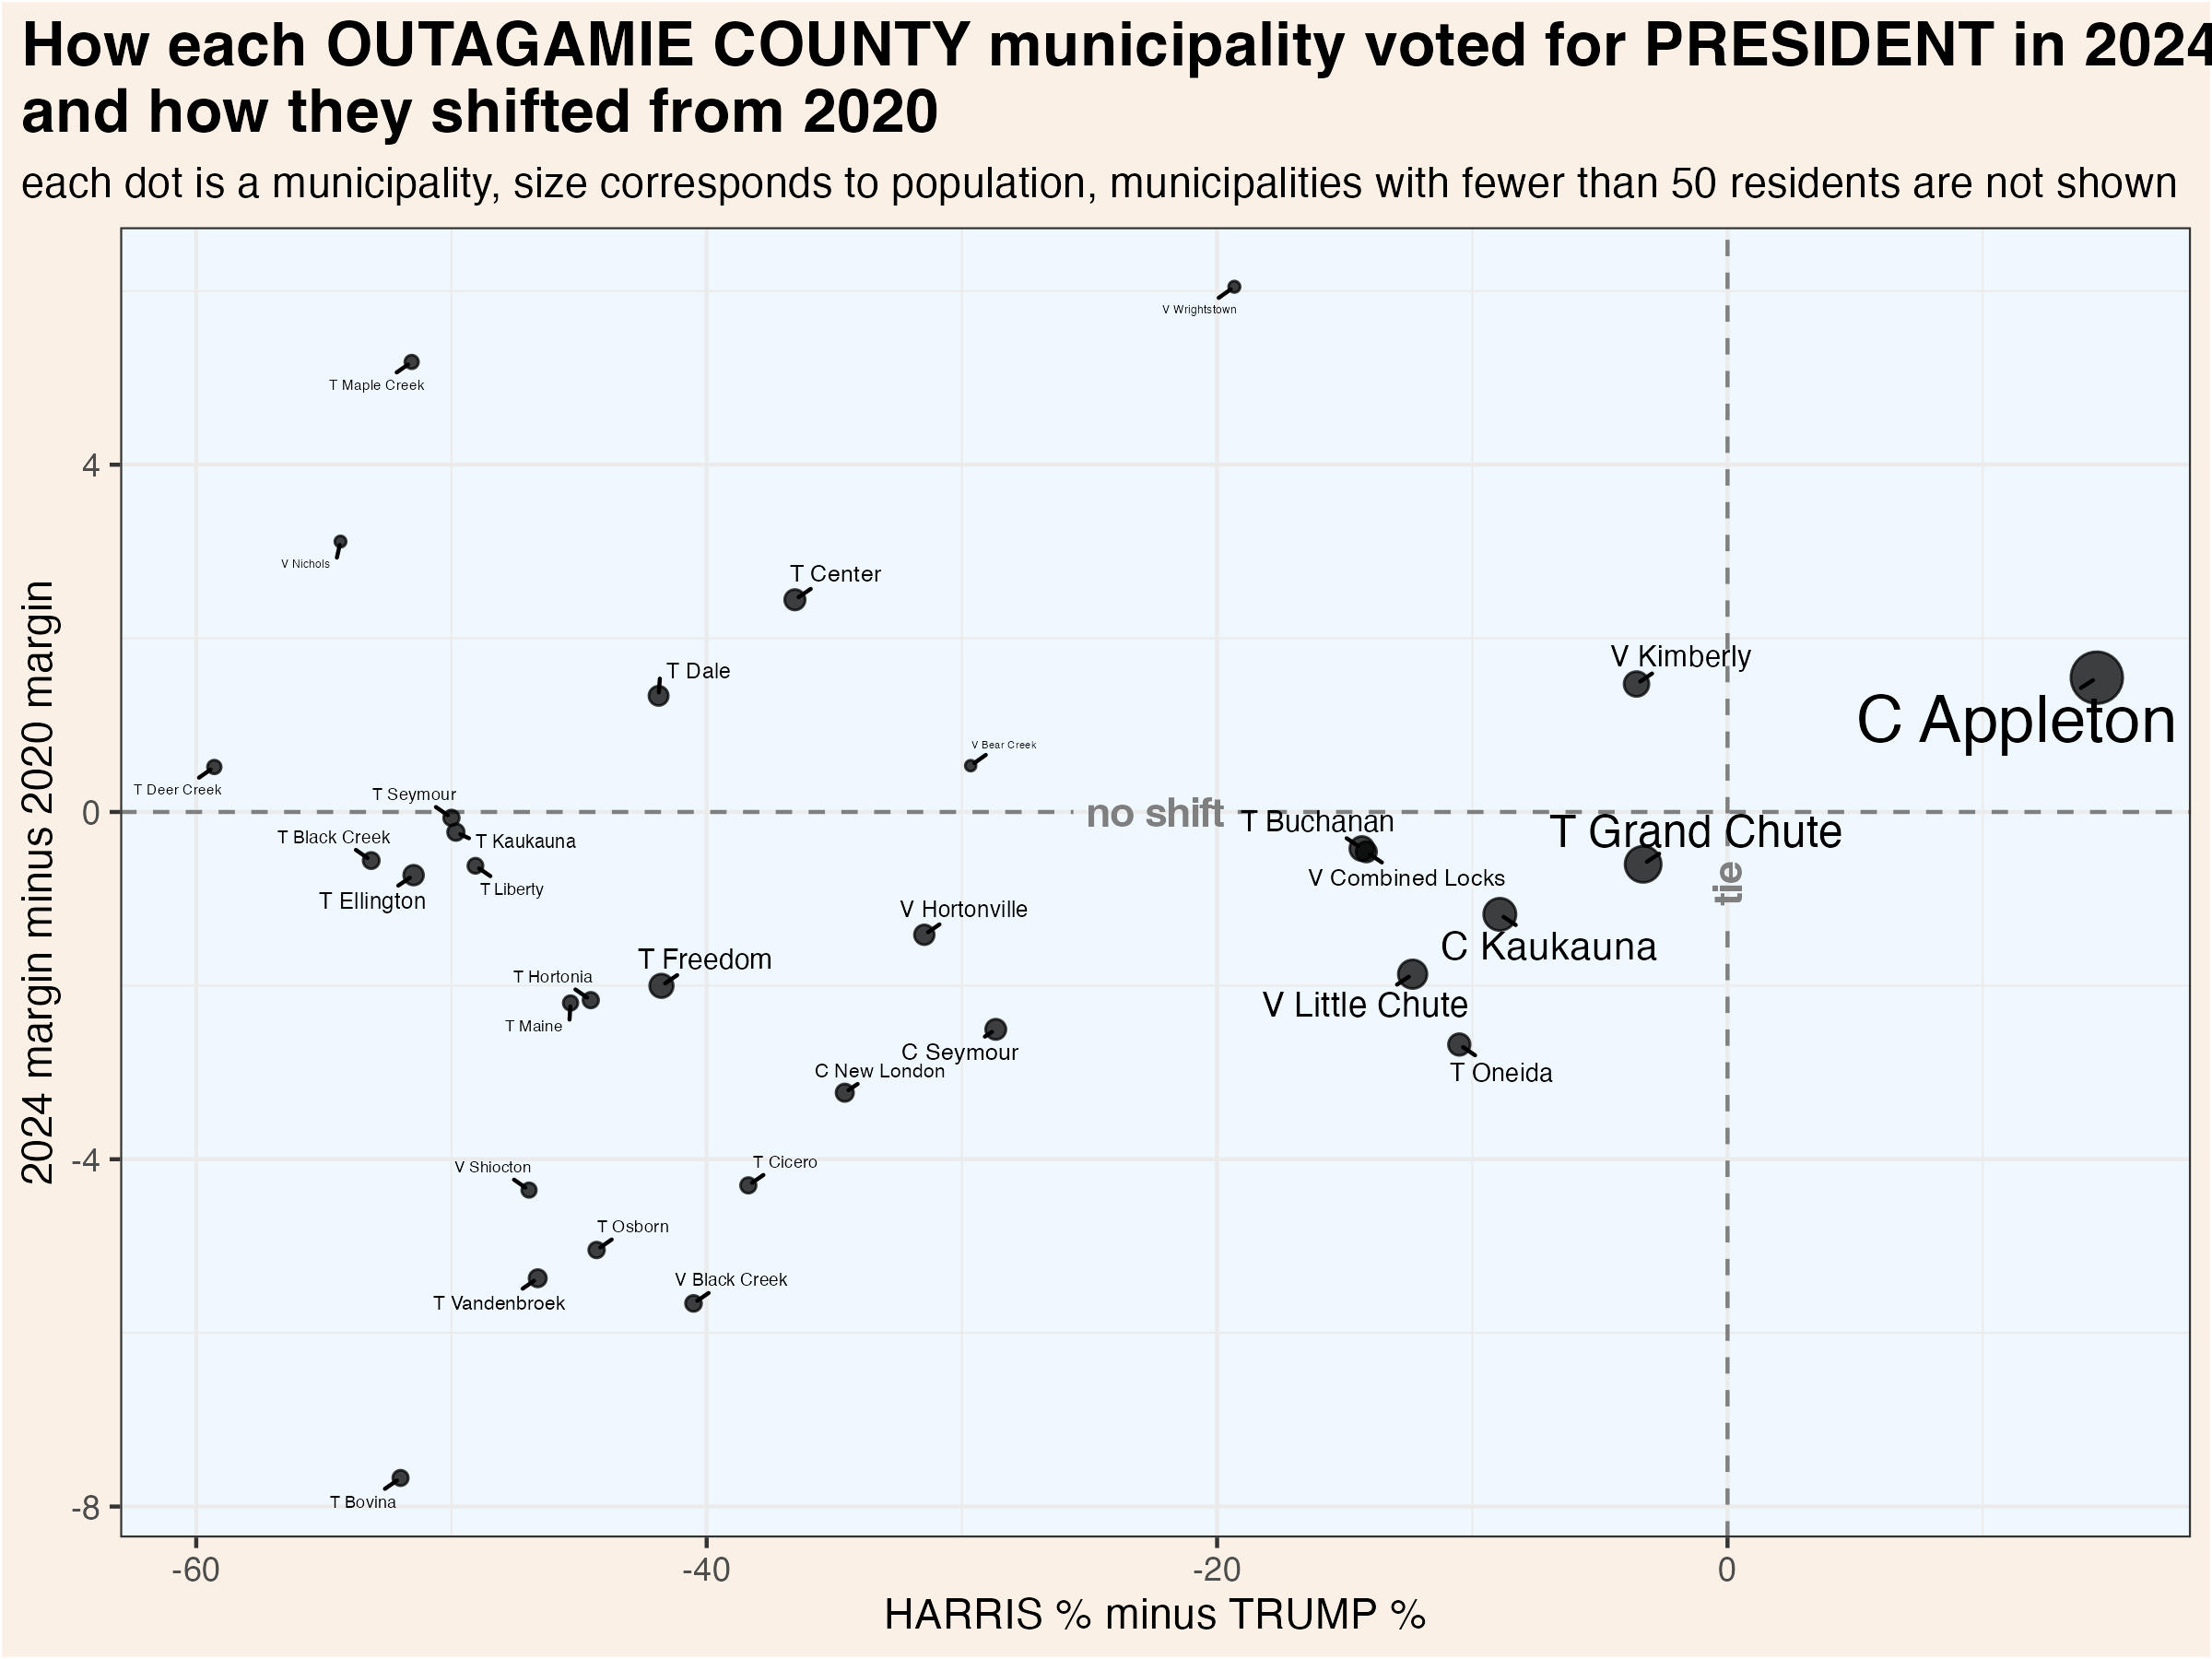 How each OUTAGAMIE COUNTY municipality voted for PRESIDENT in 2024
and how they shifted from 2020
each dot is a municipality, size corresponds to population, municipalities with fewer than 50 residents are not shown
V Wrightstown
T Maple Creek
4
V Nichols
T Center
V Kimberly
T Dale
C Appleton
V Bear Creek
T Deer Creek
T Seymour
0
no shift
T Buchanan
T Grand Chute
T Black Creek
T Kaukauna
V Combined Locks
tie
T Liberty
T Ellington
V Hortonville
C Kaukauna
T Freedom
T Hortonia
V Little Chute
T Maine
C Seymour
C New London
T Oneida
-4
T Cicero
V Shiocton
T Osborn
V Black Creek
T Vandenbroek
T Bovina
-8
2024 margin minus 2020 margin
-60
-40
-20
0
HARRIS % minus TRUMP %